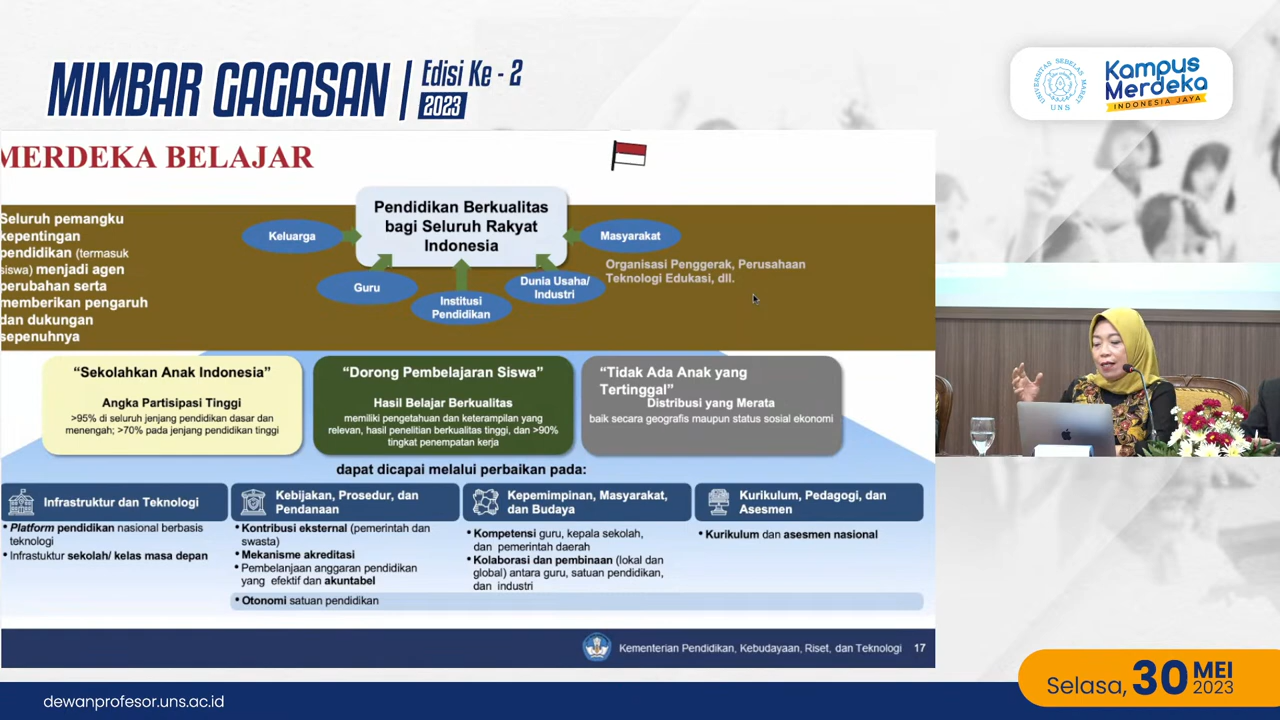 MIMBAR GAGASAN
Edisi Ke - 2
2023
UNIVERSITAS SEBELAS MARET
UNS
Kampus
Merdeka
INDONESIA JAYA
MERDEKA BELAJAR
Seluruh pemangku
kepentingan
pendidikan (termasuk
siswa) menjadi agen
perubahan serta
memberikan pengaruh
dan dukungan
sepenuhnya
Pendidikan Berkualitas
bagi Seluruh Rakyat
Indonesia
Keluarga
Guru
Institusi
Pendidikan
Dunia Usaha/
Industri
Masyarakat
Organisasi Penggerak, Perusahaan
Teknologi Edukasi, dll.
“Sekolahkan Anak Indonesia”
Angka Partisipasi Tinggi
>95% di seluruh jenjang pendidikan dasar dan
menengah; >70% pada jenjang pendidikan tinggi
“Dorong Pembelajaran Siswa”
Hasil Belajar Berkualitas
memiliki pengetahuan dan keterampilan yang
relevan, hasil penelitian berkualitas tinggi, dan >90%
tingkat penempatan kerja
“Tidak Ada Anak yang
Tertinggal”
Distribusi yang Merata
baik secara geografis maupun status sosial ekonomi
dapat dicapai melalui perbaikan pada:
Infrastruktur dan Teknologi
• Platform pendidikan nasional berbasis
teknologi
• Infrastuktur sekolah/ kelas masa depan
Kebijakan, Prosedur, dan
Pendanaan
• Kontribusi eksternal (pemerintah dan
swasta)
• Mekanisme akreditasi
• Pembelanjaan anggaran pendidikan
yang efektif dan akuntabel
Kepemimpinan, Masyarakat,
dan Budaya
• Kompetensi guru, kepala sekolah,
dan pemerintah daerah
• Kolaborasi dan pembinaan (lokal dan
global) antara guru, satuan pendidikan,
dan industri
Kurikulum, Pedagogi, dan
Asesmen
• Kurikulum dan asesmen nasional
• Otonomi satuan pendidikan
Kementerian Pendidikan, Kebudayaan, Riset, dan Teknologi 17
dewanprofesor.uns.ac.id
Selasa, 30 MEI
2023